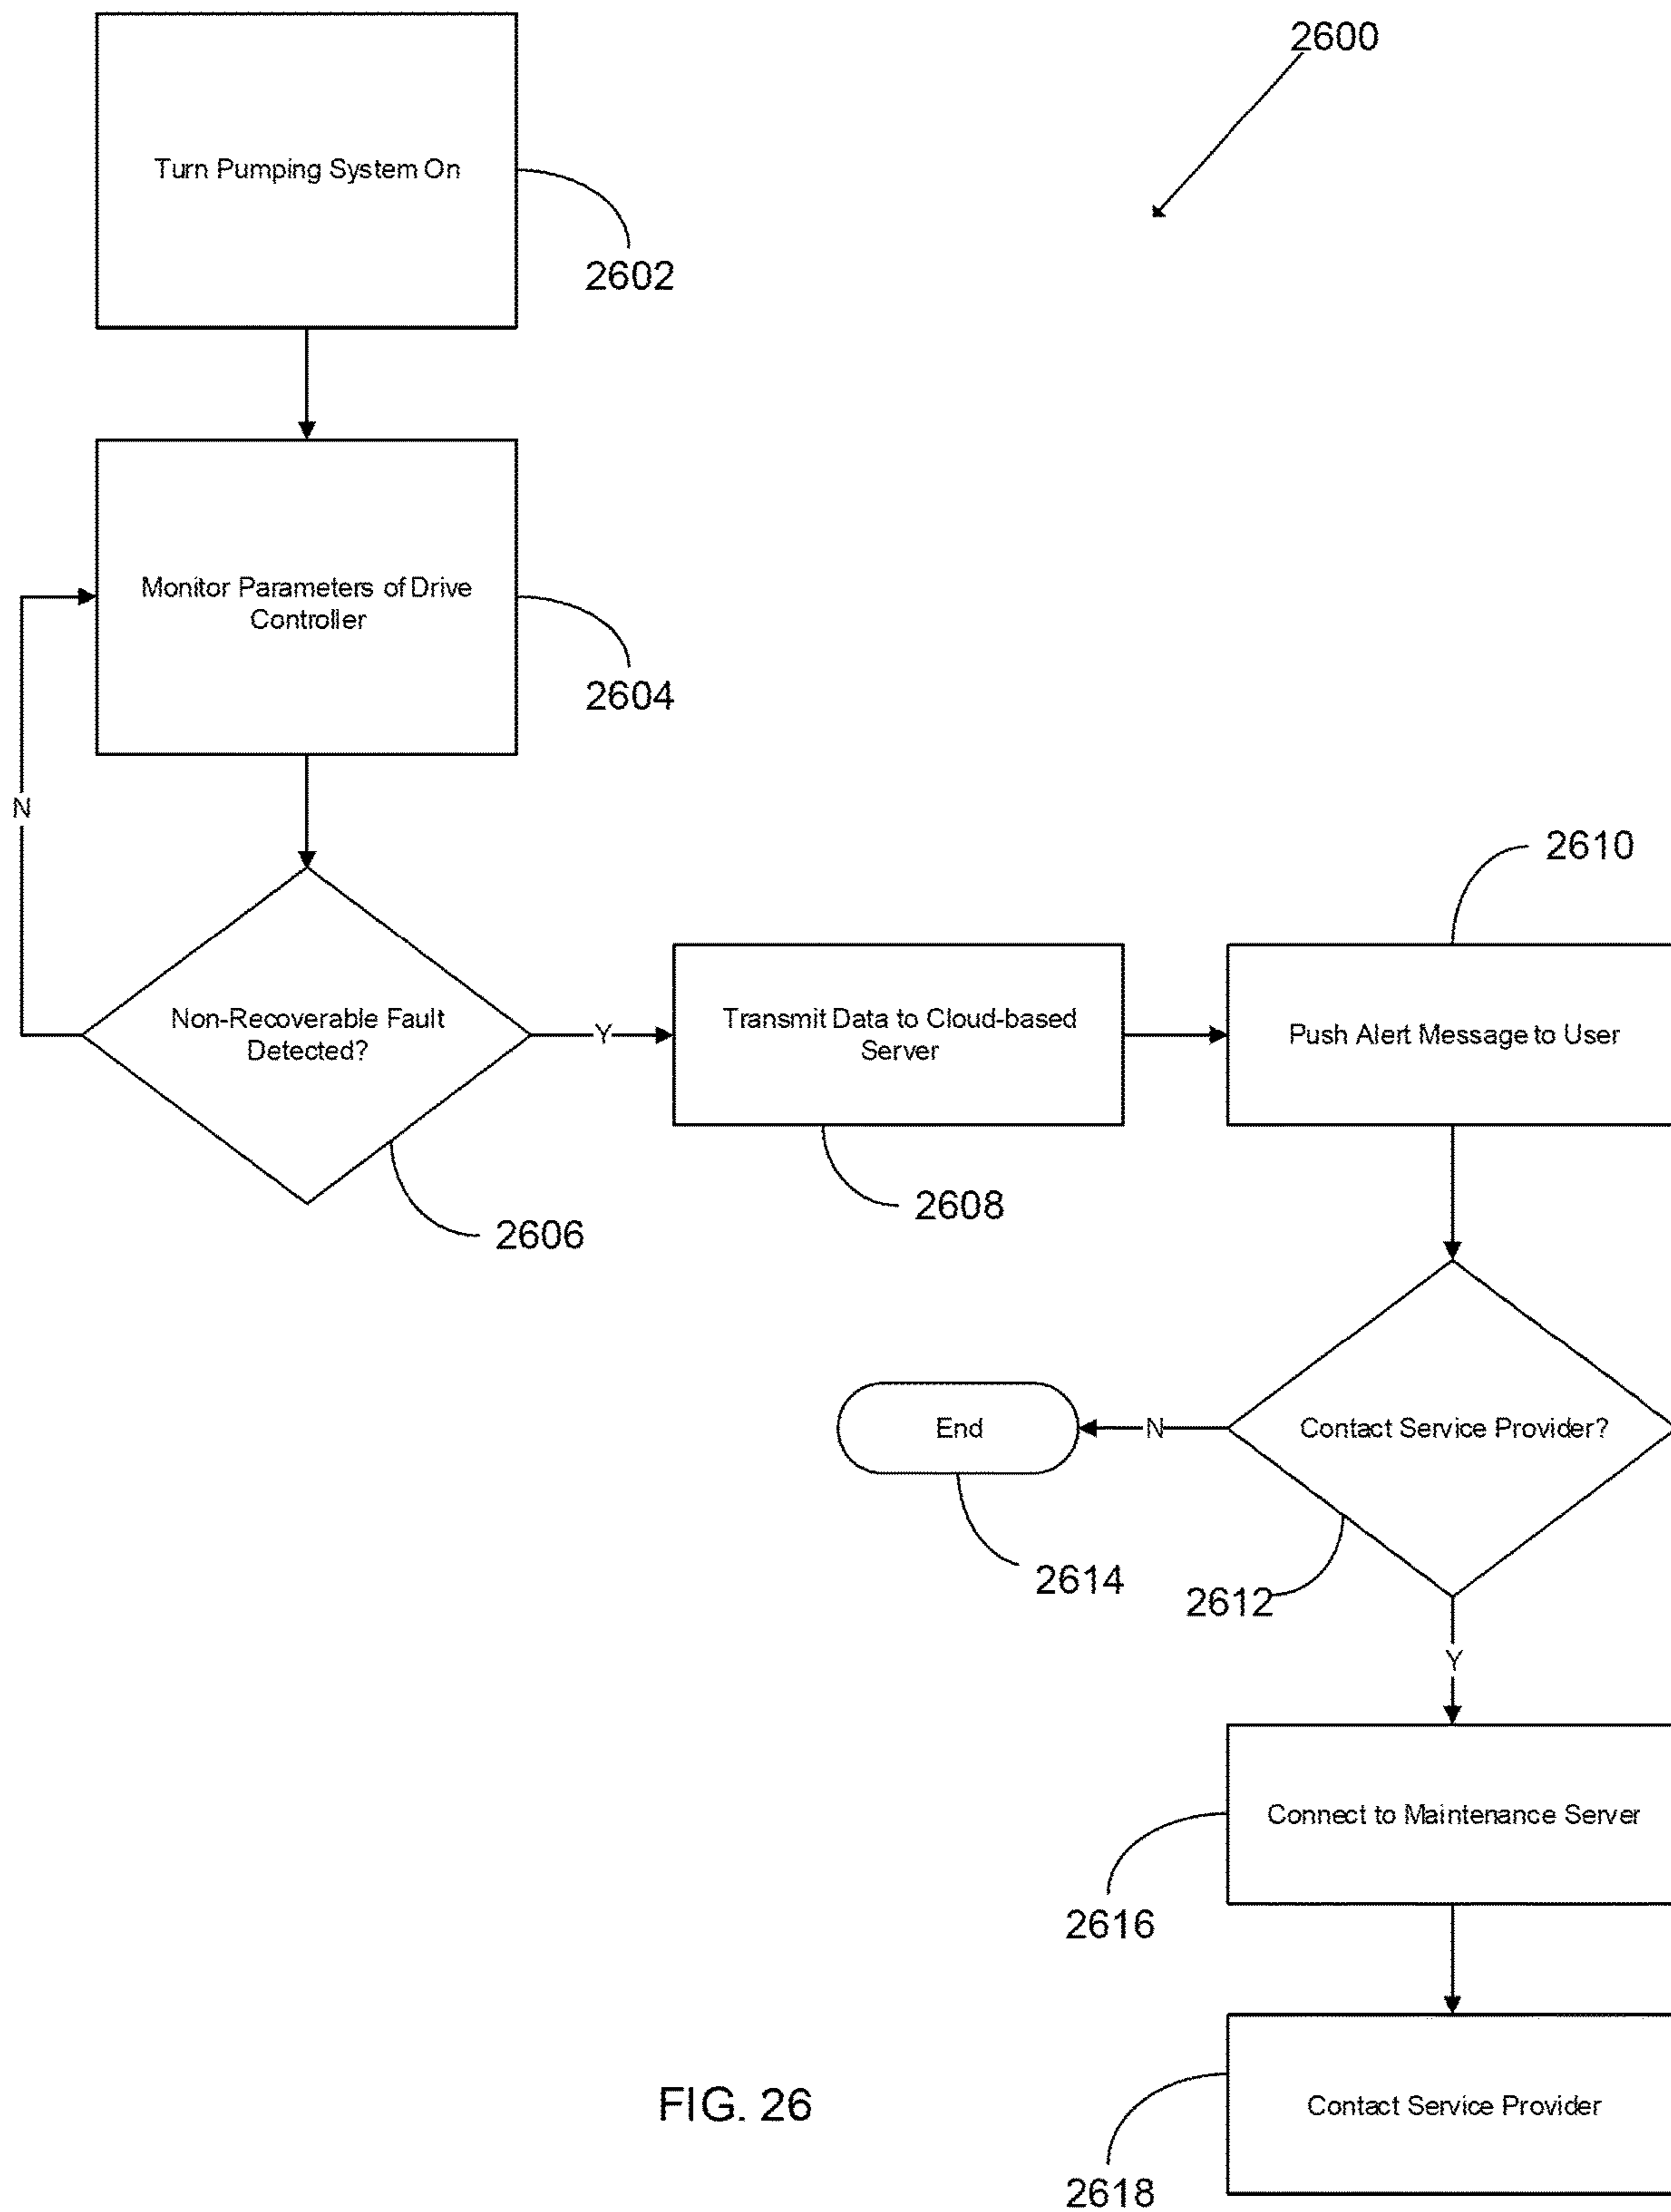 2600
Turn Pumping System On
2602
Monitor Parameters of Drive
Controller
2604
N
2610
Non-Recoverable Fault
Detected?
Y
Transmit Data to Cloud-based
Server
Push Alert Message to User
2608
2606
End
N
Contact Service Provider?
2614
2612
Y
Connect to Maintenance Server
2616
Contact Service Provider
FIG. 26
2618